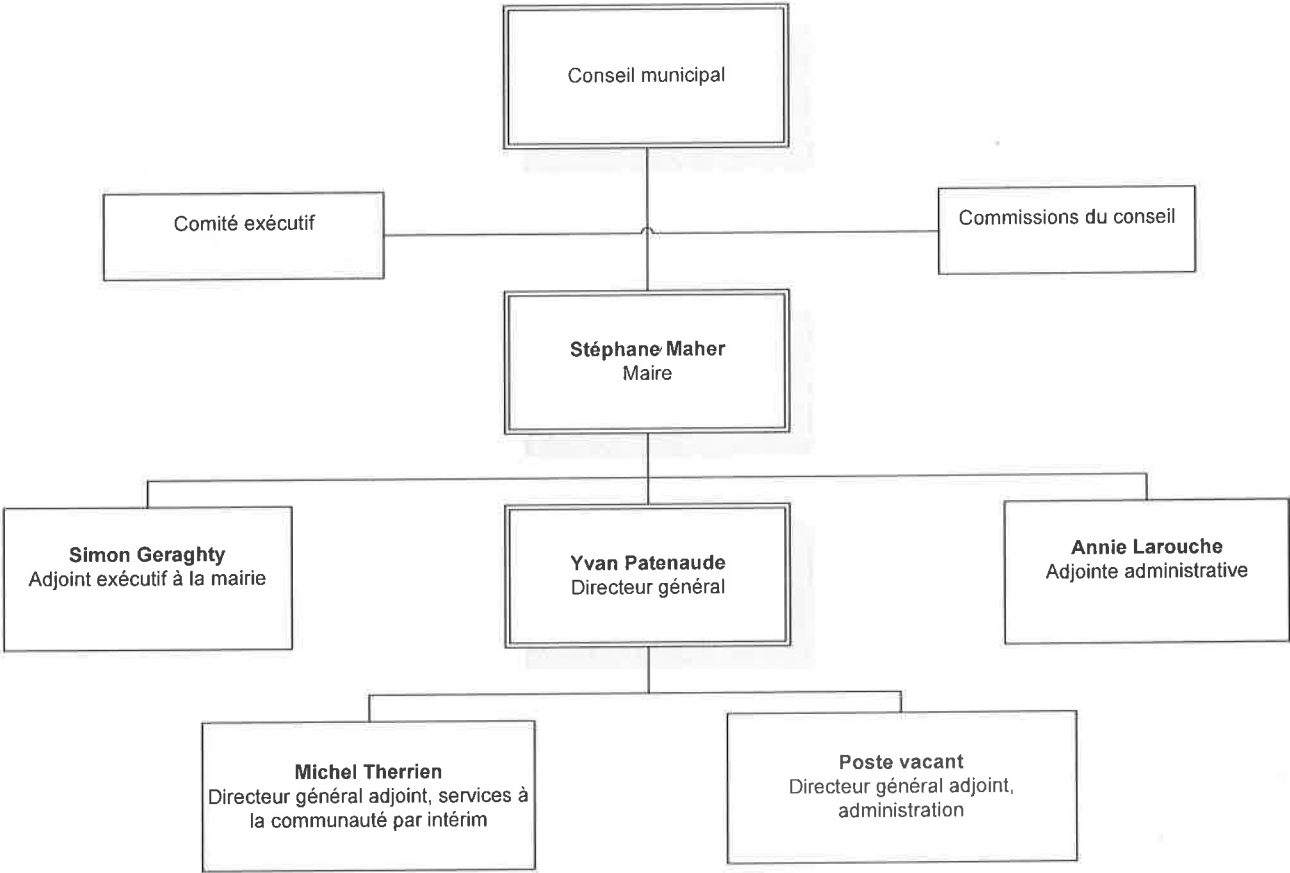 Conseil municipal
Comité exécutif
Commissions du conseil
Stéphane Maher
Maire
Simon Geraghty
Adjoint exécutif à la mairie
Yvan Patenaude
Directeur général
Annie Larouche
Adjointe administrative
Michel Therrien
Directeur général adjoint, services à
la communauté par intérim
Poste vacant
Directeur général adjoint,
administration